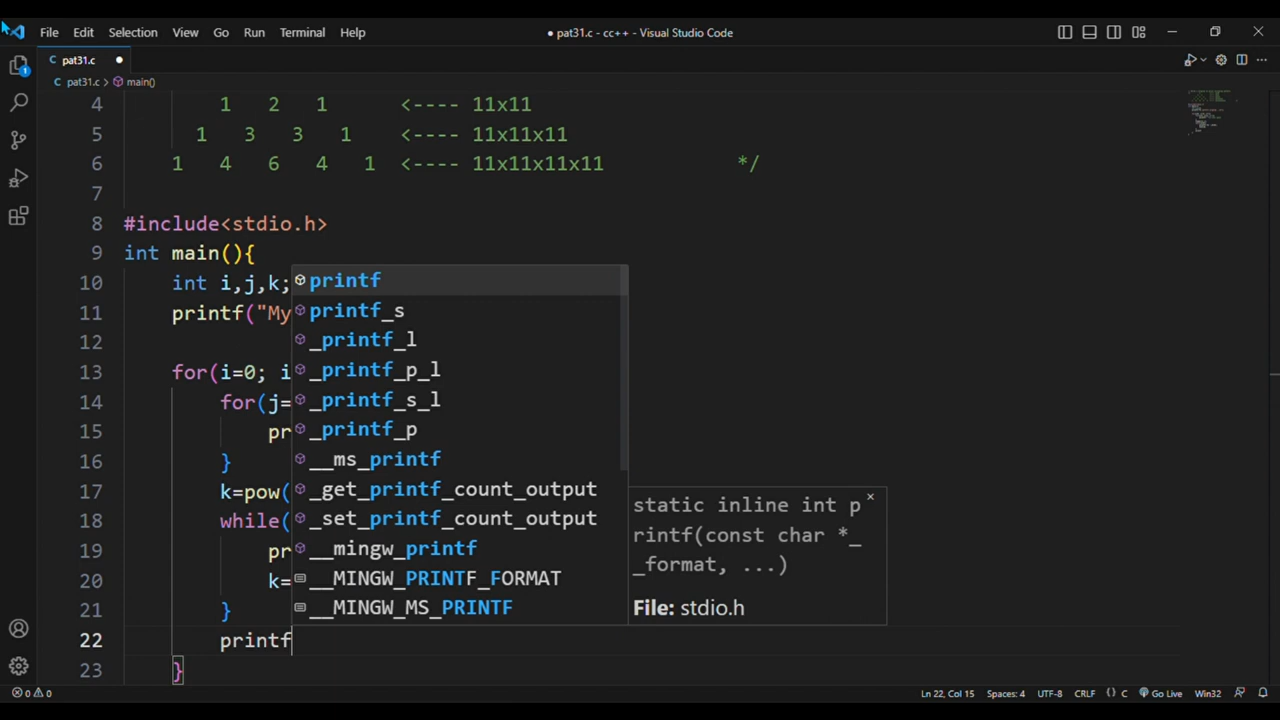 File Edit Selection View Go Run Terminal Help ● pat31.c - cc++ - Visual Studio Code
C pat31.c ●
C pat31.c > main()
1
4 1 2 1 <---- 11x11
5 1 3 3 1 <---- 11x11x11
6 1 4 6 4 1 <---- 11x11x11x11 */
7
8 #include<stdio.h>
9 int main(){
10 int i,j,k;
11 printf("My
12
13 for(i=0; i
14 for(j=
15 pr
16 }
17 k=pow(
18 while(
19 pr
20 k=
21 }
22 printf
23 }
printf
printf_s
_printf_l
_printf_p_l
_printf_s_l
_printf_p
__ms_printf
_get_printf_count_output
_set_printf_count_output
__mingw_printf
__MINGW_PRINTF_FORMAT
__MINGW_MS_PRINTF
static inline int p
rintf(const char *_
_format, ...)
File: stdio.h
0 0 Ln 22, Col 15 Spaces: 4 UTF-8 CRLF {} C Go Live Win32